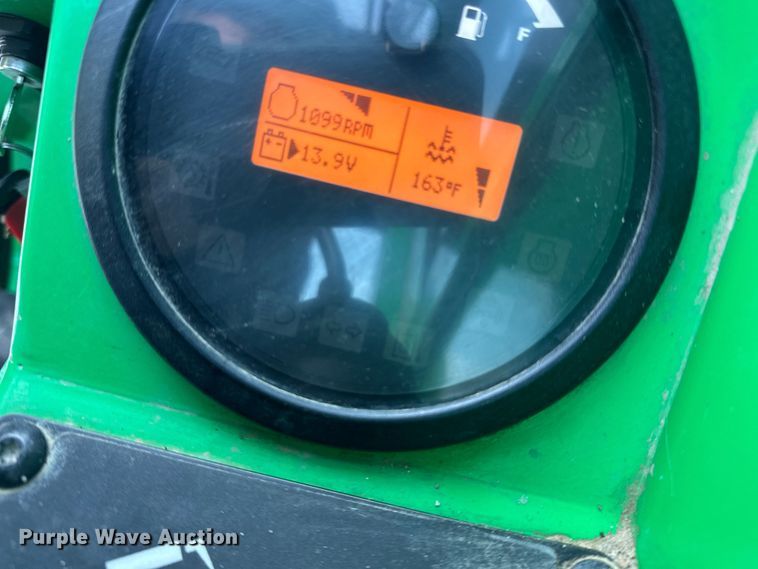 F
1099RPM
13.9V
163°F
Purple Wave Auction®